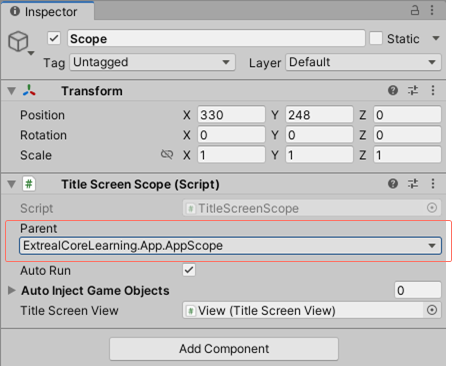 Inspector
Scope
Static
Tag Untagged Layer Default
Transform
Position X 330 Y 248 Z 0
Rotation X 0 Y 0 Z 0
Scale X 1 Y 1 Z 1
# Title Screen Scope (Script)
Script # TitleScreenScope
Parent
ExtrealCoreLearning.App.AppScope
Auto Run
Auto Inject Game Objects 0
Title Screen View # View (Title Screen View)
Add Component